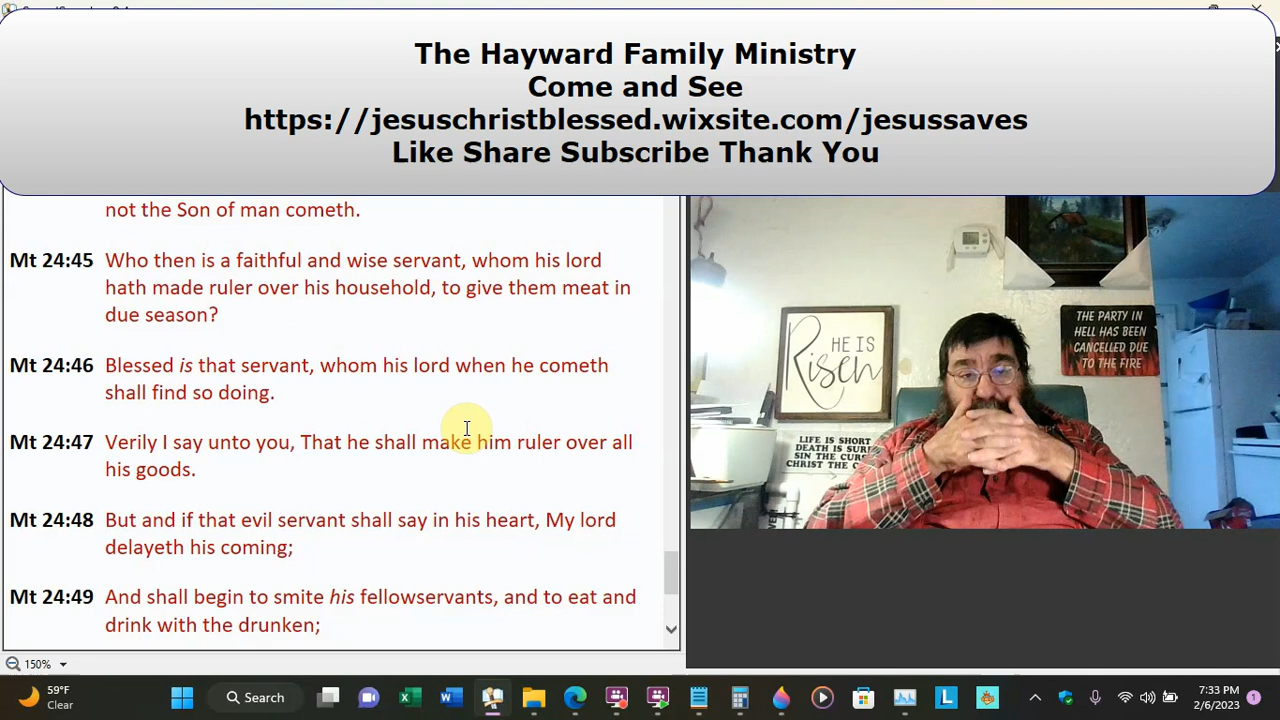 The Hayward Family Ministry
Come and See
https://jesuschristblessed.wixsite.com/jesussaves
Like Share Subscribe Thank You
not the Son of man cometh.
Mt 24:45 Who then is a faithful and wise servant, whom his lord
hath made ruler over his household, to give them meat in
due season?
Mt 24:46 Blessed is that servant, whom his lord when he cometh
shall find so doing.
Mt 24:47 Verily I say unto you, That he shall make him ruler over all
his goods.
Mt 24:48 But and if that evil servant shall say in his heart, My lord
delayeth his coming;
Mt 24:49 And shall begin to smite his fellowservants, and to eat and
drink with the drunken;
HE IS
Risen
THE PARTY IN
HELL HAS BEEN
CANCELLED DUE
TO THE FIRE
LIFE IS SHORT
DEATH IS
SIN THE
CHRIST THE
150%
59°F
Clear
Search
7:33 PM
2/6/2023
1